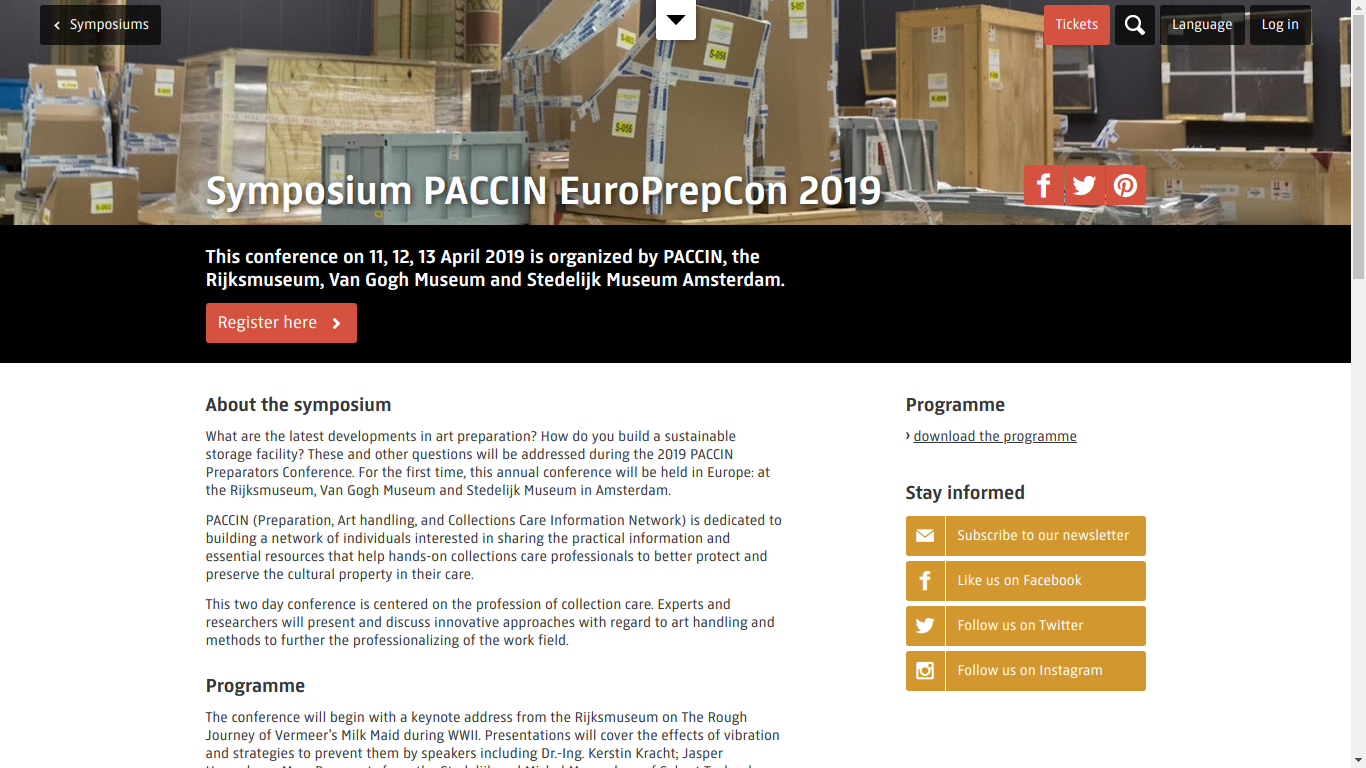 Symposiums
Tickets
Language
Log in
S-057
S-056
S-056
K-099
S-002
Symposium PACCIN EuroPrepCon 2019
This conference on 11, 12, 13 April 2019 is organized by PACCIN, the
Rijksmuseum, Van Gogh Museum and Stedelijk Museum Amsterdam.
Register here
About the symposium
What are the latest developments in art preparation? How do you build a sustainable
storage facility? These and other questions will be addressed during the 2019 PACCIN
Preparators Conference. For the first time, this annual conference will be held in Europe: at
the Rijksmuseum, Van Gogh Museum and Stedelijk Museum in Amsterdam.
PACCIN (Preparation, Art handling, and Collections Care Information Network) is dedicated to
building a network of individuals interested in sharing the practical information and
essential resources that help hands-on collections care professionals to better protect and
preserve the cultural property in their care.
This two day conference is centered on the profession of collection care. Experts and
researchers will present and discuss innovative approaches with regard to art handling and
methods to further the professionalizing of the work field.
Programme
The conference will begin with a keynote address from the Rijksmuseum on The Rough
Journey of Vermeer's Milk Maid during WWII. Presentations will cover the effects of vibration
and strategies to prevent them by speakers including Dr.-Ing. Kerstin Kracht; Jasper
Programme
› download the programme
Stay informed
Subscribe to our newsletter
Like us on Facebook
Follow us on Twitter
Follow us on Instagram